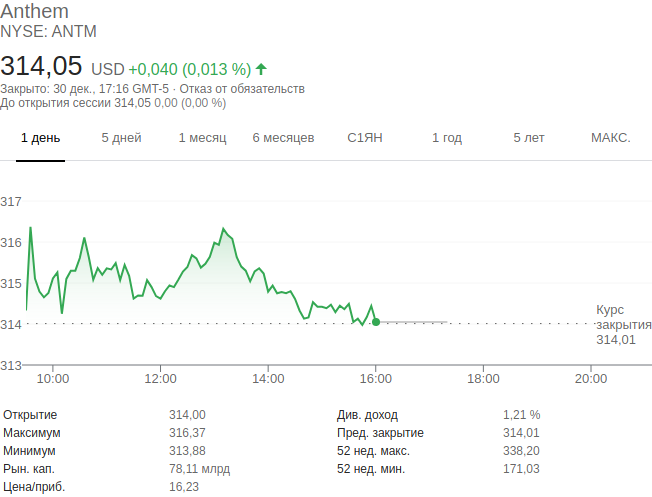 Anthem
NYSE: ANTM
314,05 USD +0,040 (0,013 %)
Закрыто: 30 дек., 17:16 GMT-5 · Отказ от обязательств
До открытия сессии 314,05 0,00 (0,00 %)
1 день 5 дней 1 месяц 6 месяцев С1ЯН 1 год 5 лет МАКС.
317
316
315
Курс
314 закрытия
314,01
313
10:00 12:00 14:00 16:00 18:00 20:00
Открытие 314,00 Див. доход 1,21 %
Максимум 316,37 Пред. закрытие 314,01
Минимум 313,88 52 нед. макс. 338,20
Рын. кап. 78,11 млрд 52 нед. мин. 171,03
Цена/приб. 16,23